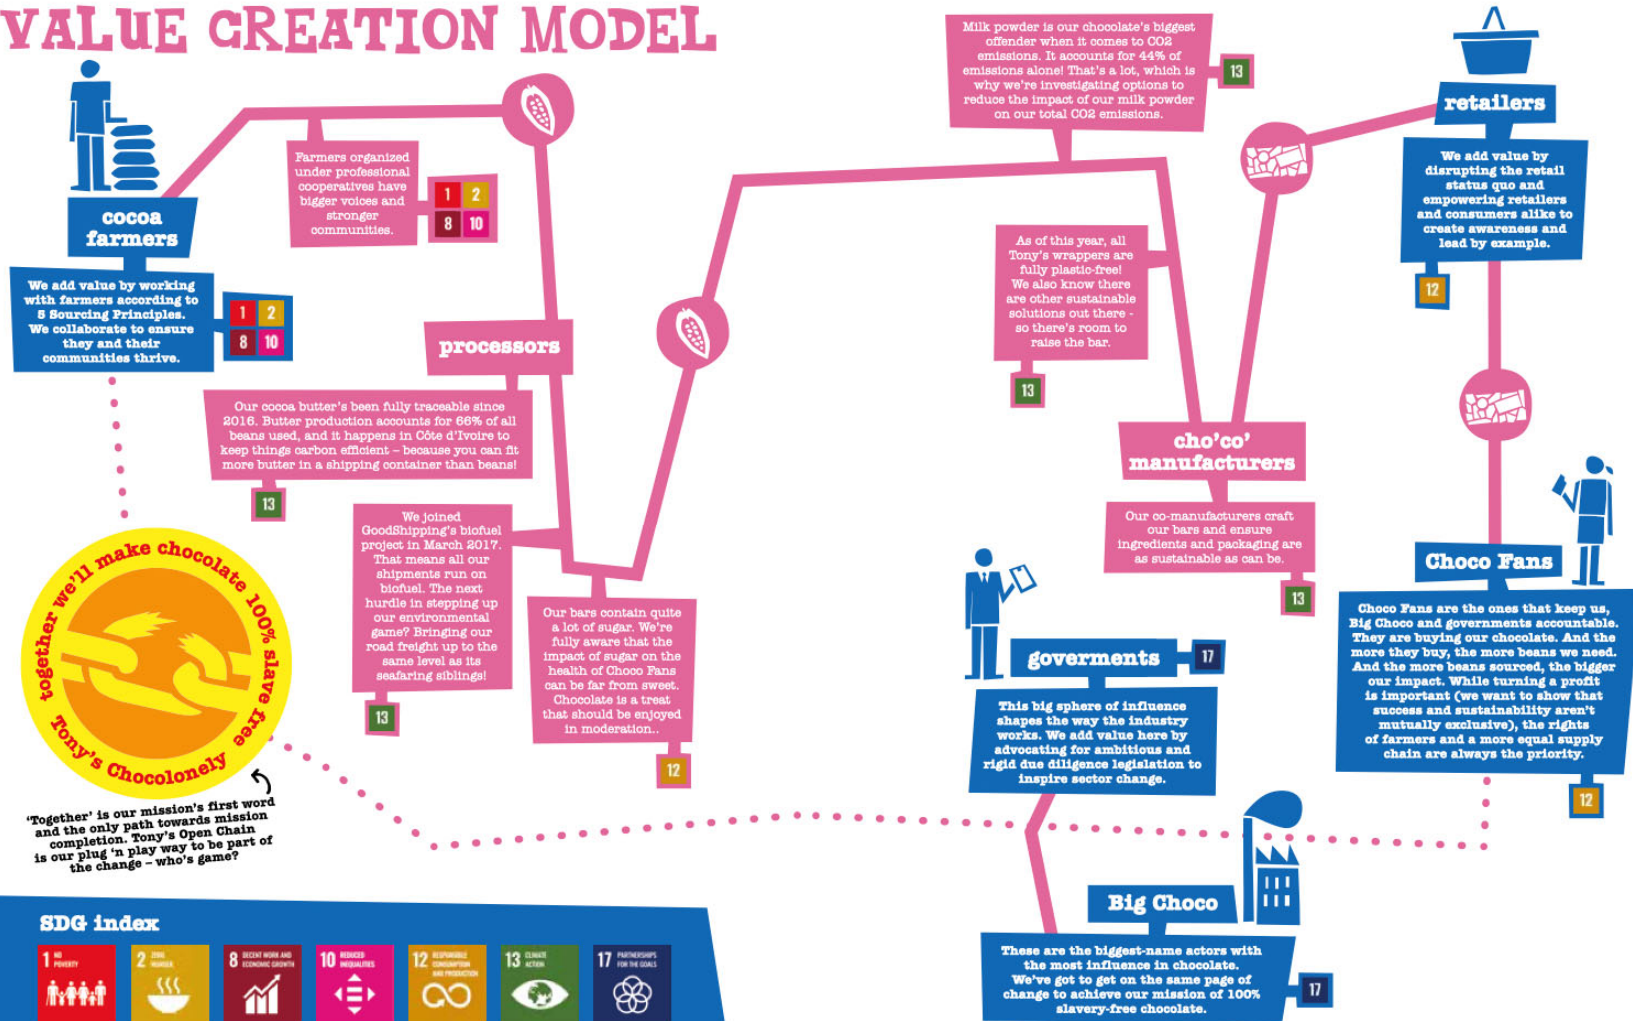 VALUE CREATION MODEL
cocoa
farmers
We add value by working
with farmers according to
5 Sourcing Principles.
We collaborate to ensure
they and their
communities thrive.
1 2
8 10
Farmers organized
under professional
cooperatives have
bigger voices and
stronger
communities.
1 2
8 10
processors
Our cocoa butter's been fully traceable since
2016. Butter production accounts for 66% of all
beans used, and it happens in Côte d'Ivoire to
keep things carbon efficient – because you can fit
more butter in a shipping container than beans!
13
We joined
GoodShipping's biofuel
project in March 2017.
That means all our
shipments run on
biofuel. The next
hurdle in stepping up
our environmental
game? Bringing our
road freight up to the
same level as its
seafaring siblings!
13
Our bars contain quite
a lot of sugar. We're
fully aware that the
impact of sugar on the
health of Choco Fans
can be far from sweet.
Chocolate is a treat
that should be enjoyed
in moderation..
12
Milk powder is our chocolate's biggest
offender when it comes to CO2
emissions. It accounts for 44% of
emissions alone! That's a lot, which is
why we're investigating options to
reduce the impact of our milk powder
on our total CO2 emissions.
13
As of this year, all
Tony's wrappers are
fully plastic-free!
We also know there
are other sustainable
solutions out there -
so there's room to
raise the bar.
13
cho'co'
manufacturers
Our co-manufacturers craft
our bars and ensure
ingredients and packaging are
as sustainable as can be.
13
retailers
We add value by
disrupting the retail
status quo and
empowering retailers
and consumers alike to
create awareness and
lead by example.
12
Choco Fans
Choco Fans are the ones that keep us,
Big Choco and governments accountable.
They are buying our chocolate. And the
more they buy, the more beans we need.
And the more beans sourced, the bigger
our impact. While turning a profit
is important (we want to show that
success and sustainability aren't
mutually exclusive), the rights
of farmers and a more equal supply
chain are always the priority.
12
goverments
17
This big sphere of influence
shapes the way the industry
works. We add value here by
advocating for ambitious and
rigid due diligence legislation to
inspire sector change.
Big Choco
These are the biggest-name actors with
the most influence in chocolate.
We've got to get on the same page of
change to achieve our mission of 100%
slavery-free chocolate.
17
together we'll make chocolate 100% slave free
Tony's Chocolonely
'Together' is our mission's first word
and the only path towards mission
completion. Tony's Open Chain
is our plug 'n play way to be part of
the change – who's game?
SDG index
1 NO
POVERTY
2 ZERO
HUNGER
8 DECENT WORK AND
ECONOMIC GROWTH
10 REDUCED
INEQUALITIES
12 RESPONSIBLE
CONSUMPTION
AND PRODUCTION
13 CLIMATE
ACTION
17 PARTNERSHIPS
FOR THE GOALS